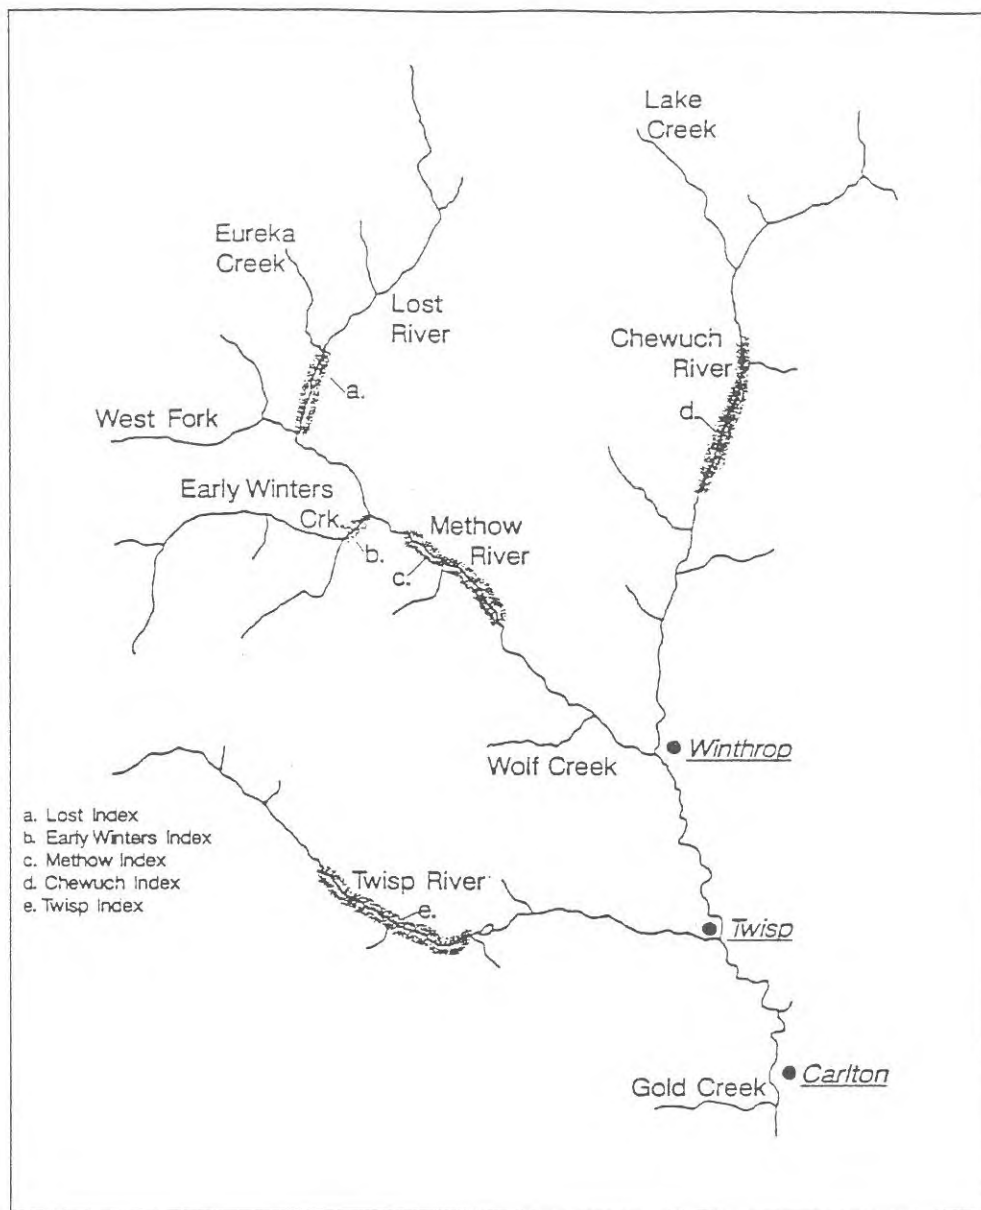 Lake
Creek
Eureka
Creek
Lost
River
Chewuch
River
a.
d.
West Fork
Early Winters
Crk.
b.
Methow
River
c.
Winthrop
Wolf Creek
a. Lost Index
b. Early Winters Index
c. Methow Index
d. Chewuch Index
e. Twisp Index
Twisp River
e.
Twisp
Carlton
Gold Creek